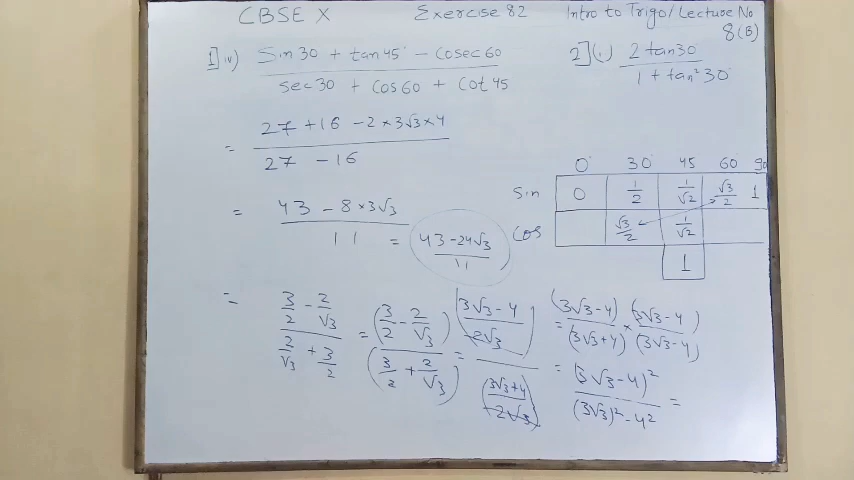 CBSE X Exercise 82 Intro to Trigo/Lecture No
8(B)
1] iv) sin 30 + tan 45° - cosec 60 / sec 30 + cos 60 + cot 45
2] (i) 2 tan 30 / 1 + tan² 30°
= 27 + 16 - 2 × 3√3 × 4 / 27 - 16
0° 30° 45 60° 90
sin 0 1/2 1/√2 √3/2 1
cos √3/2 1/√2
1
= 43 - 8 × 3√3 / 11 = 43 - 24√3 / 11
= 3/2 - 2/√3 / 2/√3 + 3/2 = (3/2 - 2/√3) / (3/2 + 2/√3) = (3√3 - 4 / 2√3) / (3√3 + 4 / 2√3)
= (3√3 - 4) / (3√3 + 4) × (3√3 - 4) / (3√3 - 4)
= (3√3 - 4)² / (3√3)² - 4² =